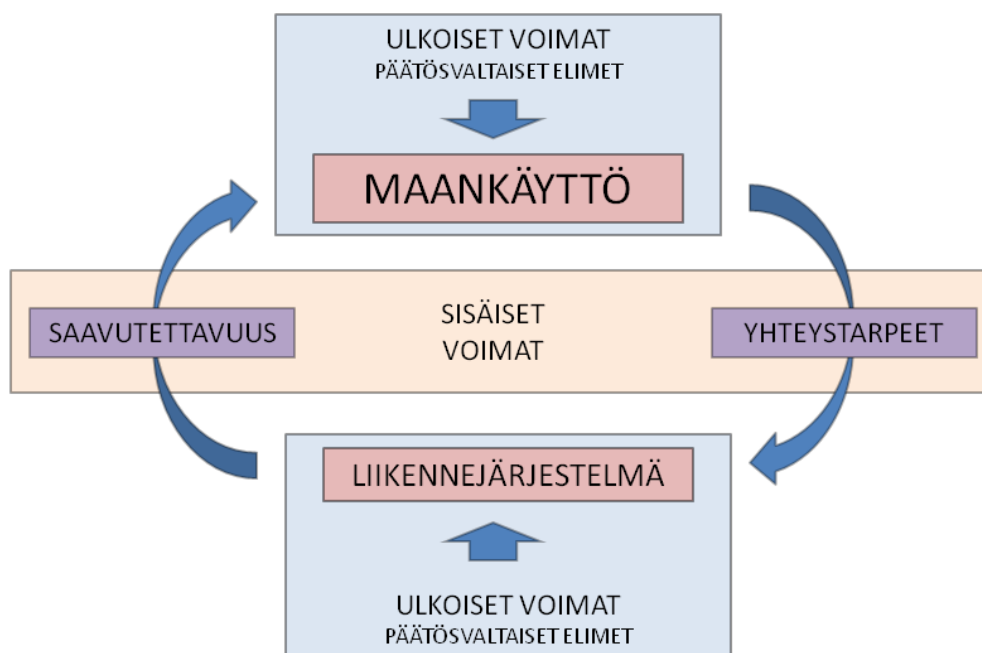 ULKOISET VOIMAT
PÄÄTÖSVALTAISET ELIMET
MAANKÄYTTÖ
SAAVUTETTAVUUS
SISÄISET
VOIMAT
YHTEYSTARPEET
LIIKENNEJÄRJESTELMÄ
ULKOISET VOIMAT
PÄÄTÖSVALTAISET ELIMET